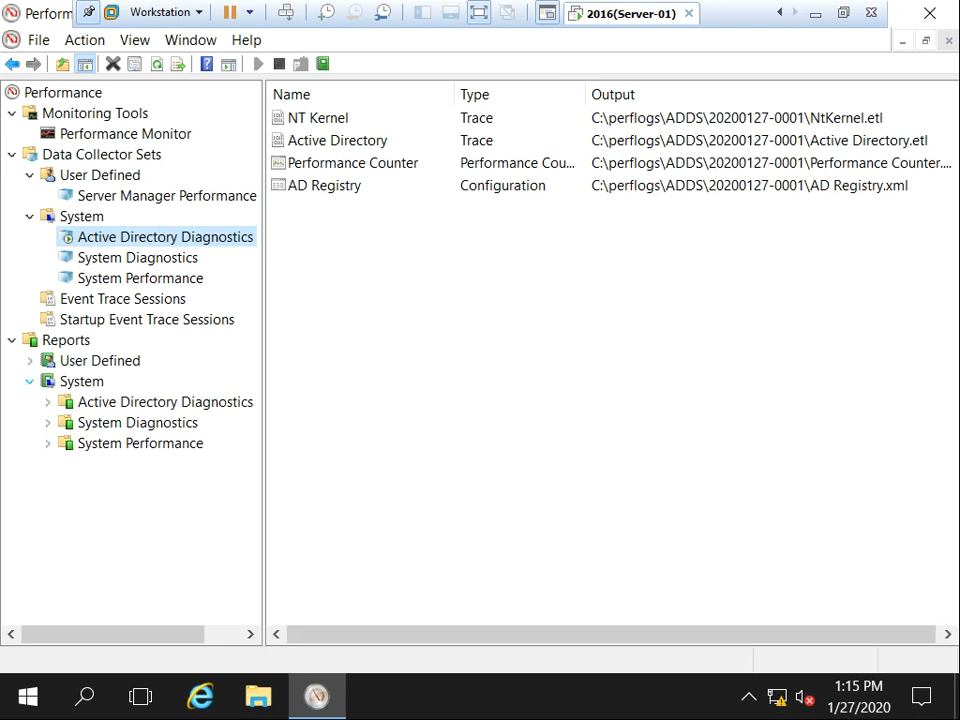 Perform
Workstation
2016(Server-01)
File Action View Window Help
Performance
Monitoring Tools
Performance Monitor
Data Collector Sets
User Defined
Server Manager Performance
System
Active Directory Diagnostics
System Diagnostics
System Performance
Event Trace Sessions
Startup Event Trace Sessions
Reports
User Defined
System
Active Directory Diagnostics
System Diagnostics
System Performance
Name Type Output
NT Kernel Trace C:\perflogs\ADDS\20200127-0001\NtKernel.etl
Active Directory Trace C:\perflogs\ADDS\20200127-0001\Active Directory.etl
Performance Counter Performance Cou... C:\perflogs\ADDS\20200127-0001\Performance Counter....
AD Registry Configuration C:\perflogs\ADDS\20200127-0001\AD Registry.xml
1:15 PM
1/27/2020